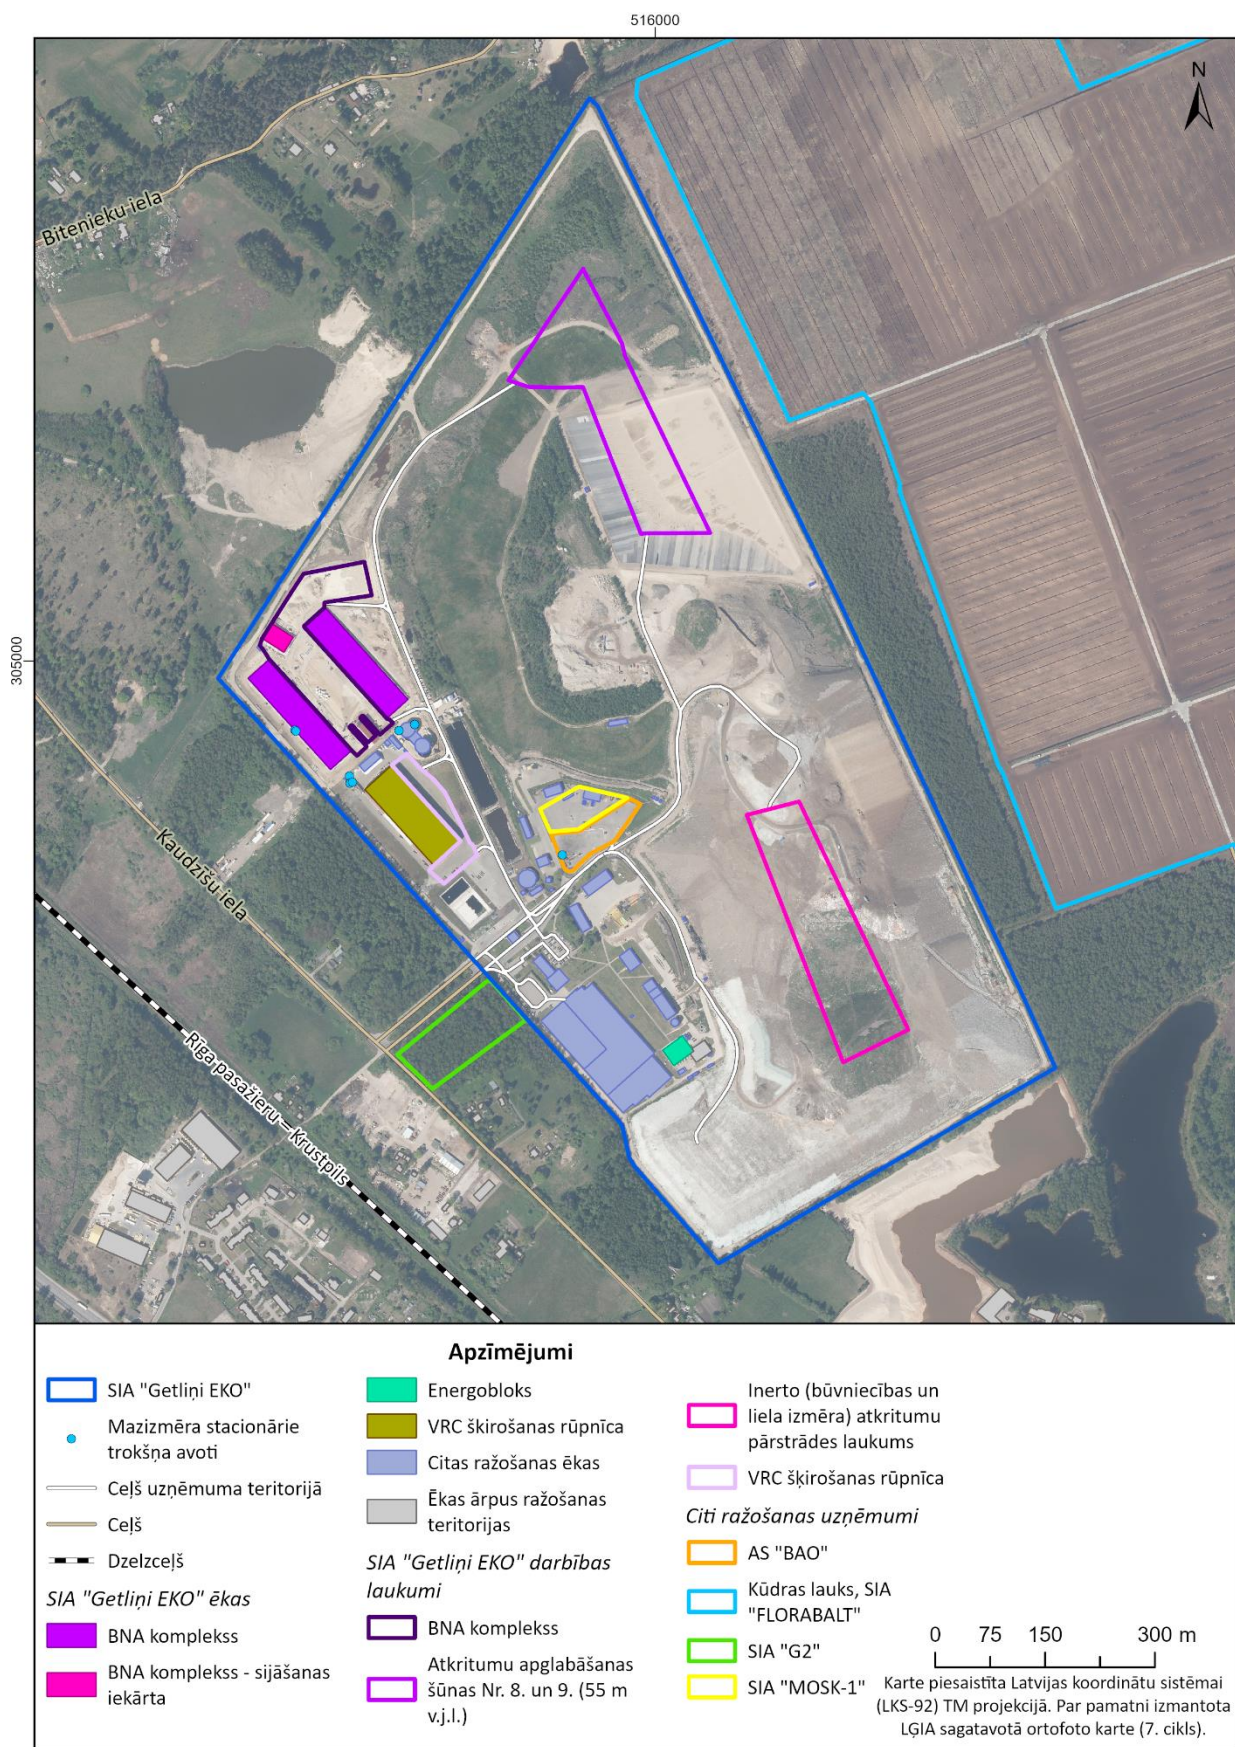 516000
N
Bitenieku iela
305000
Kaudzīšu iela
Rīga pasažieru – Krustpils
Apzīmējumi
SIA "Getliņi EKO"
Mazizmēra stacionārie
trokšņa avoti
Ceļš uzņēmuma teritorijā
Ceļš
Dzelzceļš
SIA "Getliņi EKO" ēkas
BNA komplekss
BNA komplekss - sijāšanas
iekārta
Energobloks
VRC škirošanas rūpnīca
Citas ražošanas ēkas
Ēkas ārpus ražošanas
teritorijas
SIA "Getliņi EKO" darbības
laukumi
BNA komplekss
Atkritumu apglabāšanas
šūnas Nr. 8. un 9. (55 m
v.j.l.)
Inerto (būvniecības un
liela izmēra) atkritumu
pārstrādes laukums
VRC šķirošanas rūpnīca
Citi ražošanas uzņēmumi
AS "BAO"
Kūdras lauks, SIA
"FLORABALT"
SIA "G2"
SIA "MOSK-1"
0 75 150 300 m
Karte piesaistīta Latvijas koordinātu sistēmai
(LKS-92) TM projekcijā. Par pamatni izmantota
LĢIA sagatavotā ortofoto karte (7. cikls).